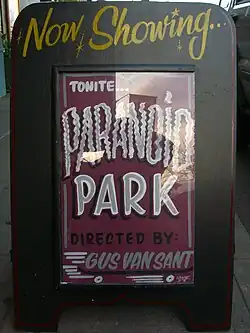 Now Showing...
TONITE...
PARANOID
PARK
DIRECTED BY:
GUS VAN SANT